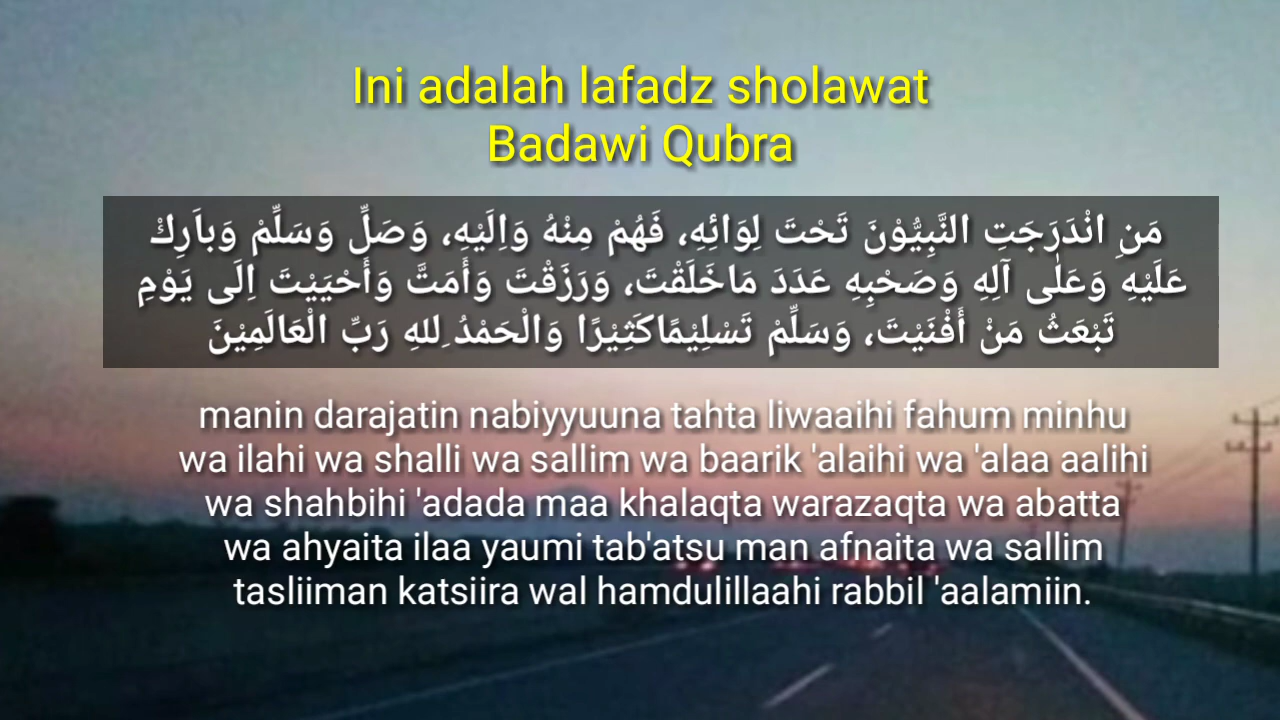 Ini adalah lafadz sholawat
Badawi Qubra
مَنِ انْدَرَجَتِ النَّبِيُّوْنَ تَحْتَ لِوَائِهِ، فَهُمْ مِنْهُ وَاِلَيْهِ، وَصَلِّ وَسَلِّمْ وَبَارِكْ
عَلَيْهِ وَعَلٰى آلِهِ وَصَحْبِهِ عَدَدَ مَاخَلَقْتَ، وَرَزَقْتَ وَأَمَتَّ وَأَحْيَيْتَ اِلَى يَوْمِ
تَبْعَثُ مَنْ أَفْنَيْتَ، وَسَلِّمْ تَسْلِيْمًاكَثِيْرًا وَالْحَمْدُ ِللهِ رَبِّ الْعَالَمِيْنَ
manin darajatin nabiyyuuna tahta liwaaihi fahum minhu
wa ilahi wa shalli wa sallim wa baarik 'alaihi wa 'alaa aalihi
wa shahbihi 'adada maa khalaqta warazaqta wa abatta
wa ahyaita ilaa yaumi tab'atsu man afnaita wa sallim
tasliiman katsiira wal hamdulillaahi rabbil 'aalamiin.